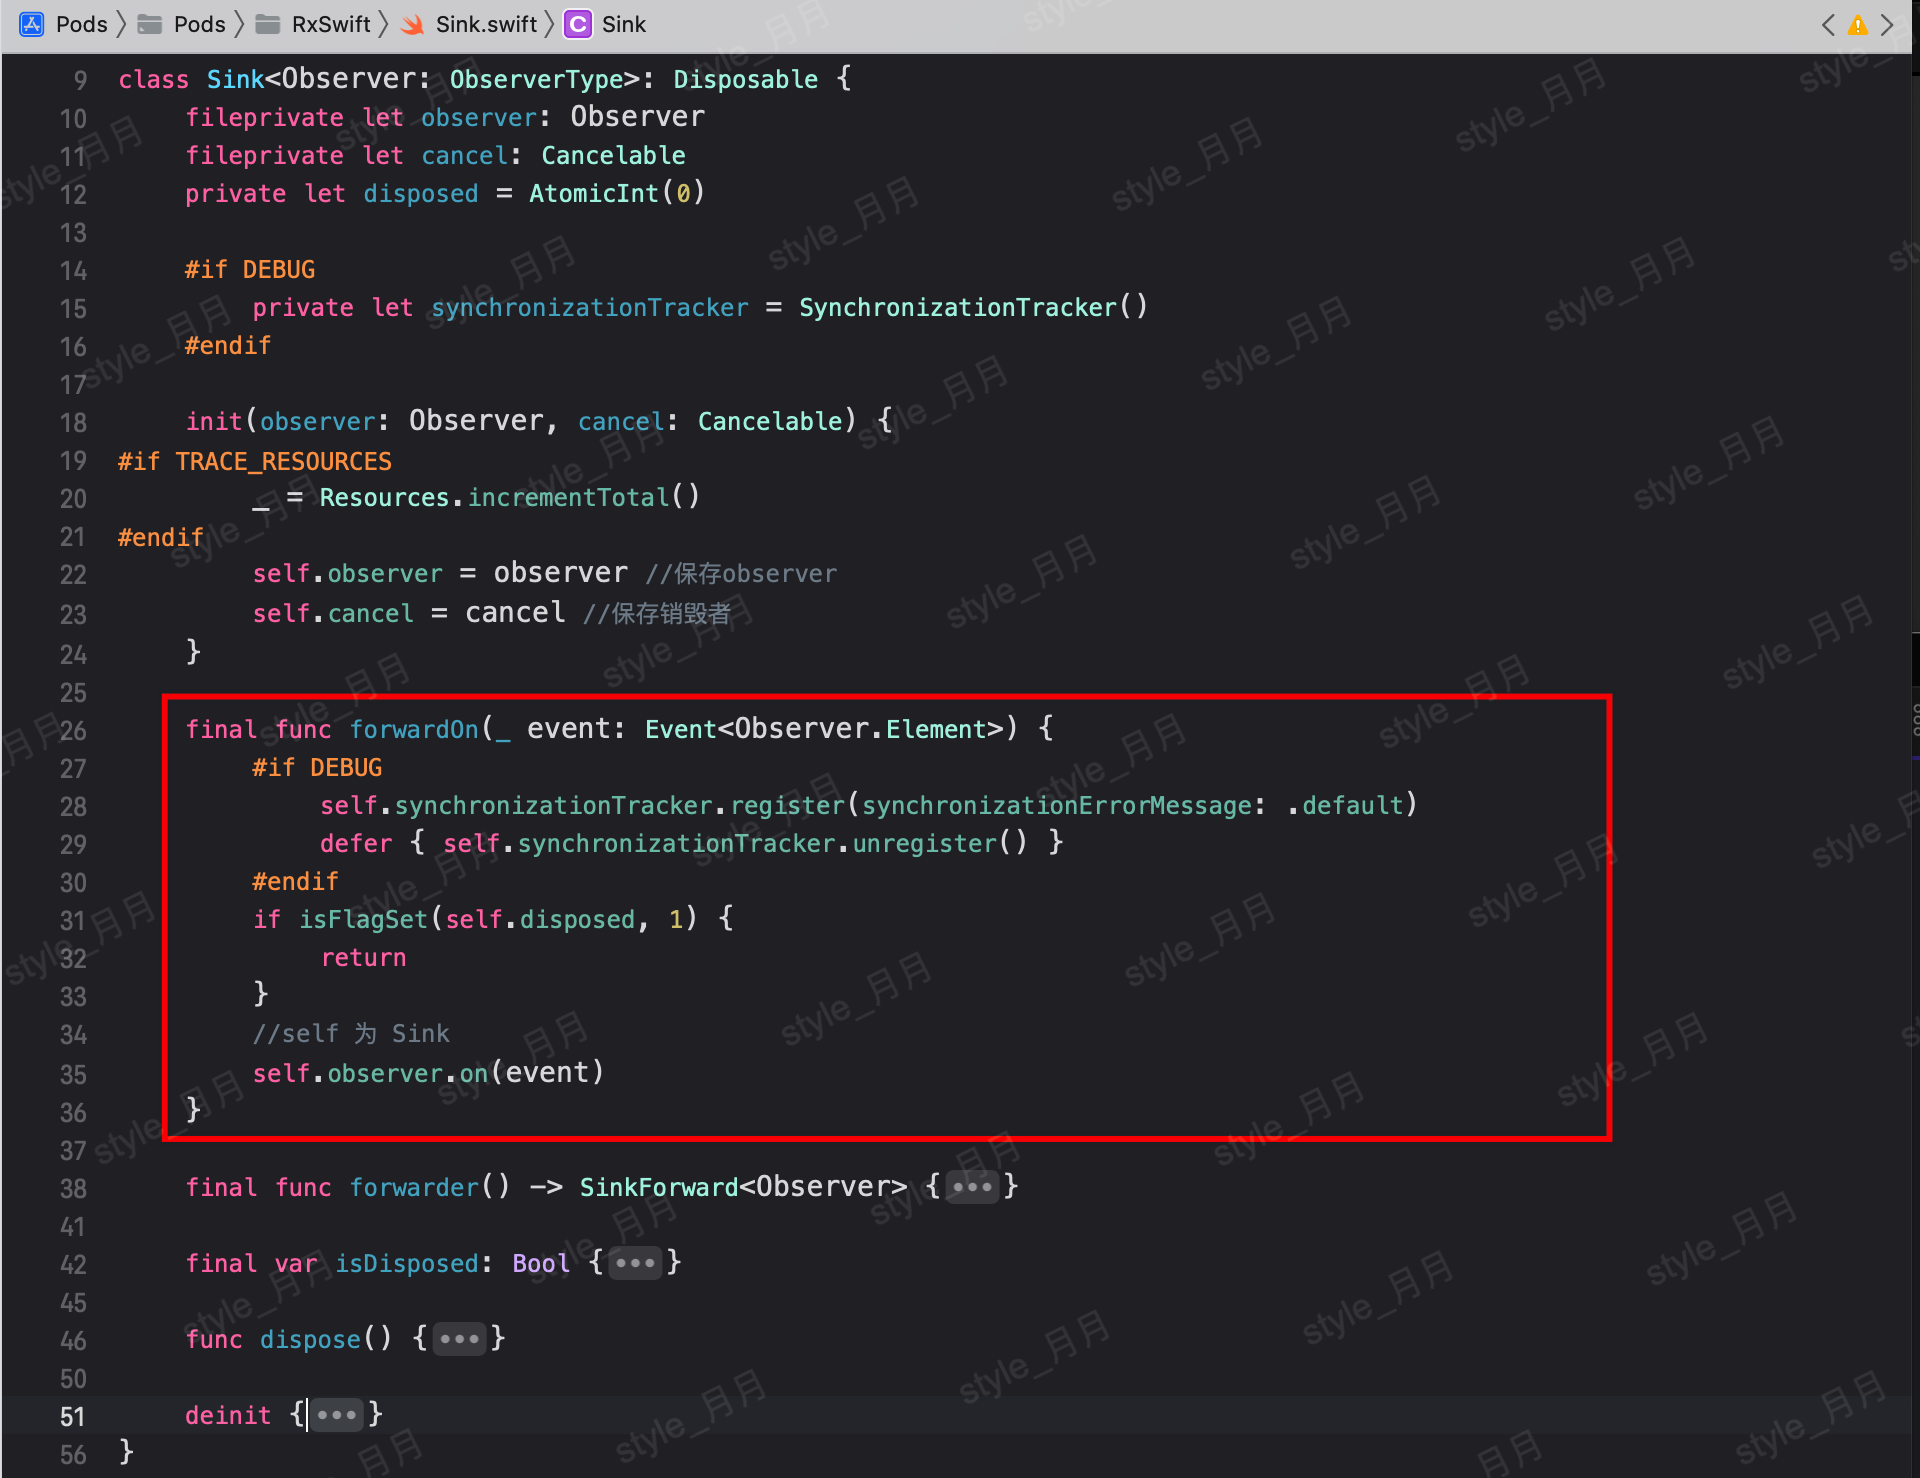 Pods Pods RxSwift Sink.swift C Sink
9 class Sink<Observer: ObserverType>: Disposable {
10 fileprivate let observer: Observer
11 fileprivate let cancel: Cancelable
12 private let disposed = AtomicInt(0)
13
14 #if DEBUG
15 private let synchronizationTracker = SynchronizationTracker()
16 #endif
17
18 init(observer: Observer, cancel: Cancelable) {
19 #if TRACE_RESOURCES
20 _ = Resources.incrementTotal()
21 #endif
22 self.observer = observer //保存observer
23 self.cancel = cancel //保存销毁者
24 }
25
26 final func forwardOn(_ event: Event<Observer.Element>) {
27 #if DEBUG
28 self.synchronizationTracker.register(synchronizationErrorMessage: .default)
29 defer { self.synchronizationTracker.unregister() }
30 #endif
31 if isFlagSet(self.disposed, 1) {
32 return
33 }
34 //self 为 Sink
35 self.observer.on(event)
36 }
37
38 final func forwarder() -> SinkForward<Observer> {•••}
41
42 final var isDisposed: Bool {•••}
45
46 func dispose() {•••}
50
51 deinit {•••}
56 }
style_月月